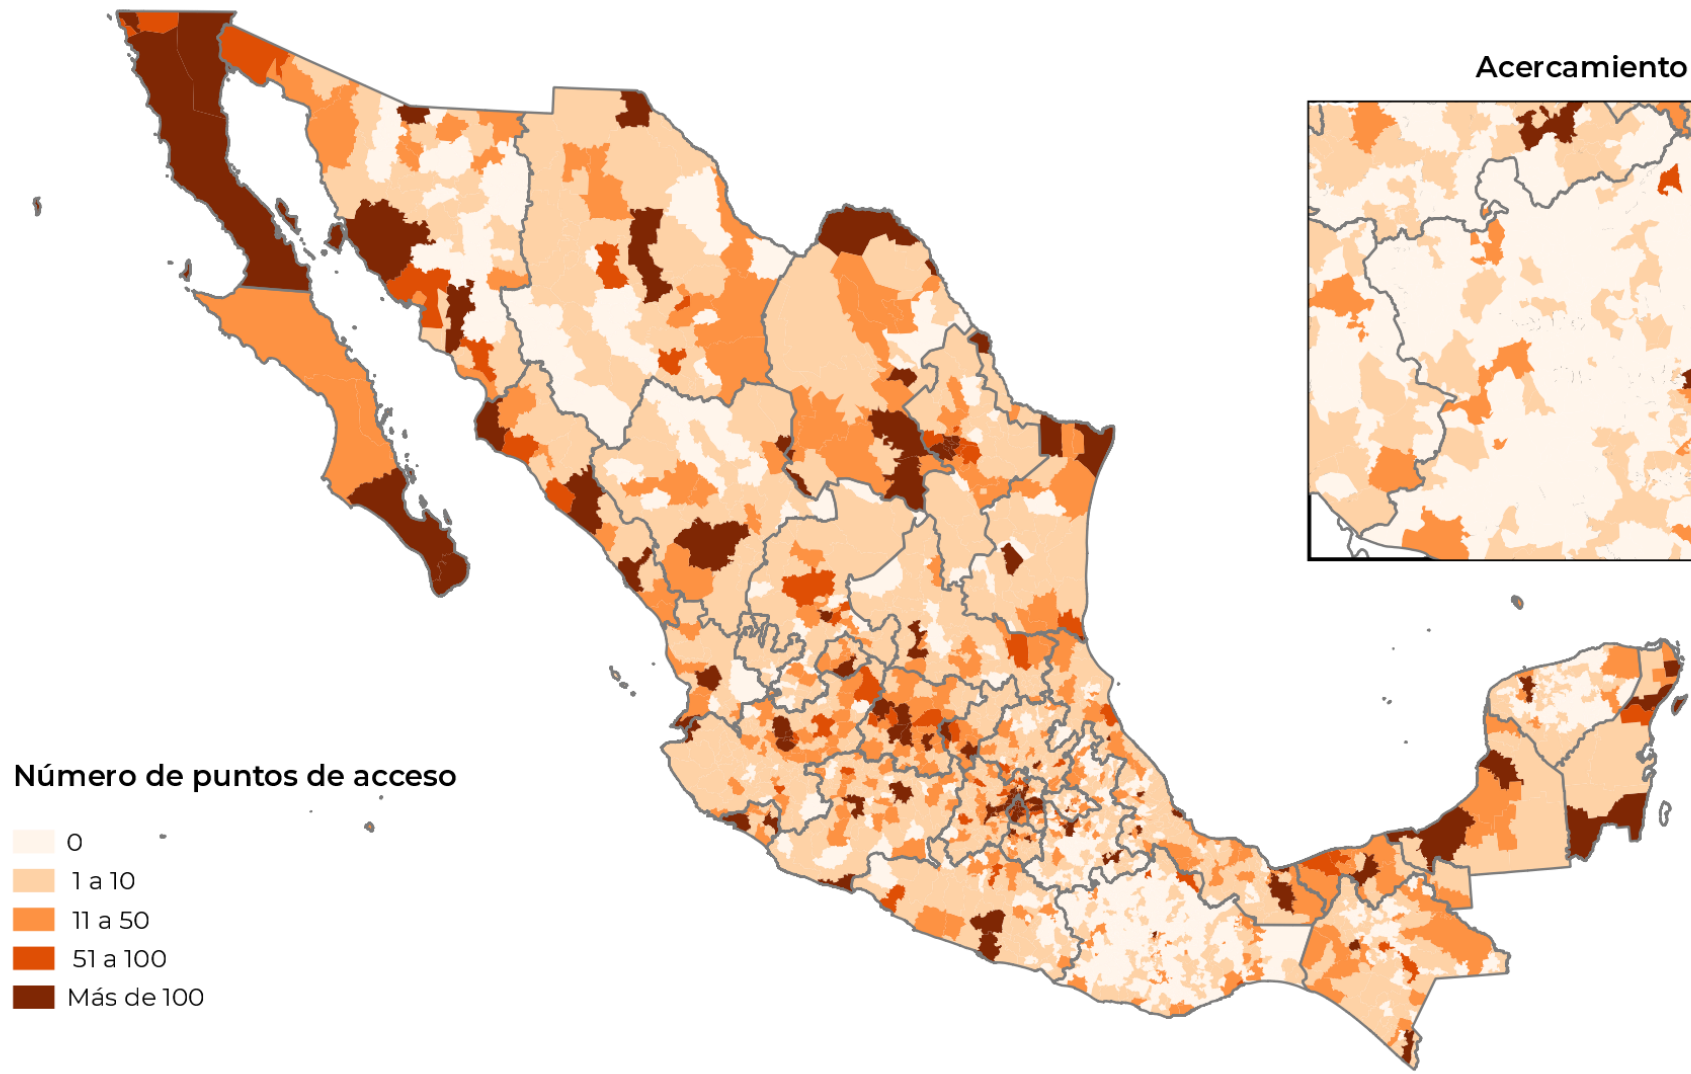 Acercamiento
Número de puntos de acceso
0
1 a 10
11 a 50
51 a 100
Más de 100